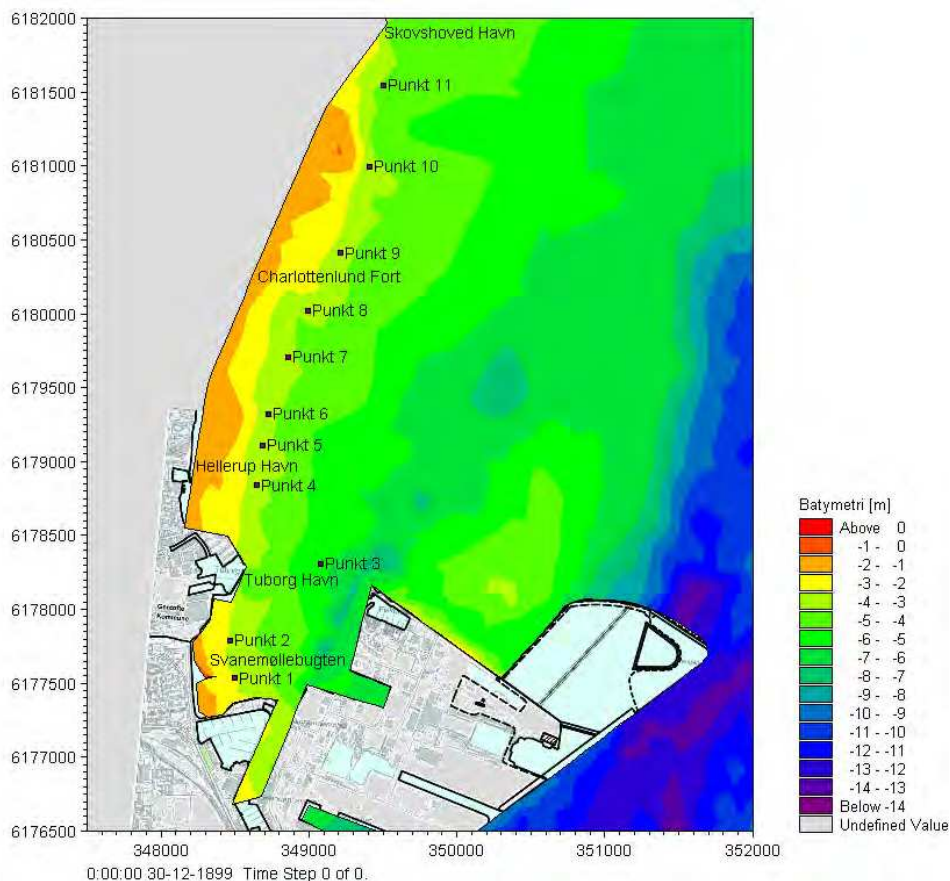 6182000
6181500
6181000
6180500
6180000
6179500
6179000
6178500
6178000
6177500
6177000
6176500
Skovshoved Havn
Punkt 11
Punkt 10
Punkt 9
Charlottenlund Fort
Punkt 8
Punkt 7
Punkt 6
Punkt 5
Hellerup Havn
Punkt 4
Punkt 3
Tuborg Havn
Gentofte
Kommune
Punkt 2
Svanemøllebugten
Punkt 1
348000 349000 350000 351000 352000
0:00:00 30-12-1899 Time Step 0 of 0.
Batymetri [m]
Above 0
-1 - 0
-2 - -1
-3 - -2
-4 - -3
-5 - -4
-6 - -5
-7 - -6
-8 - -7
-9 - -8
-10 - -9
-11 - -10
-12 - -11
-13 - -12
-14 - -13
Below -14
Undefined Value